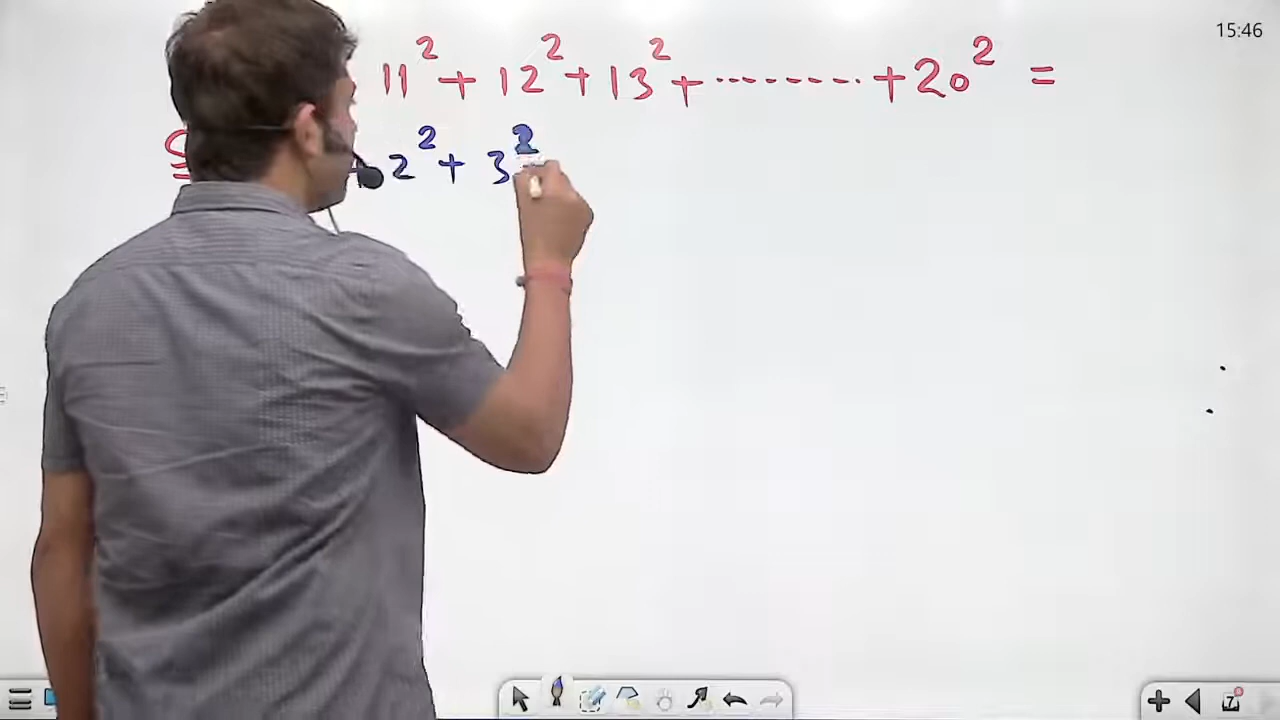 15:46
11² + 12² + 13² + ......... + 20² =
2² + 3²